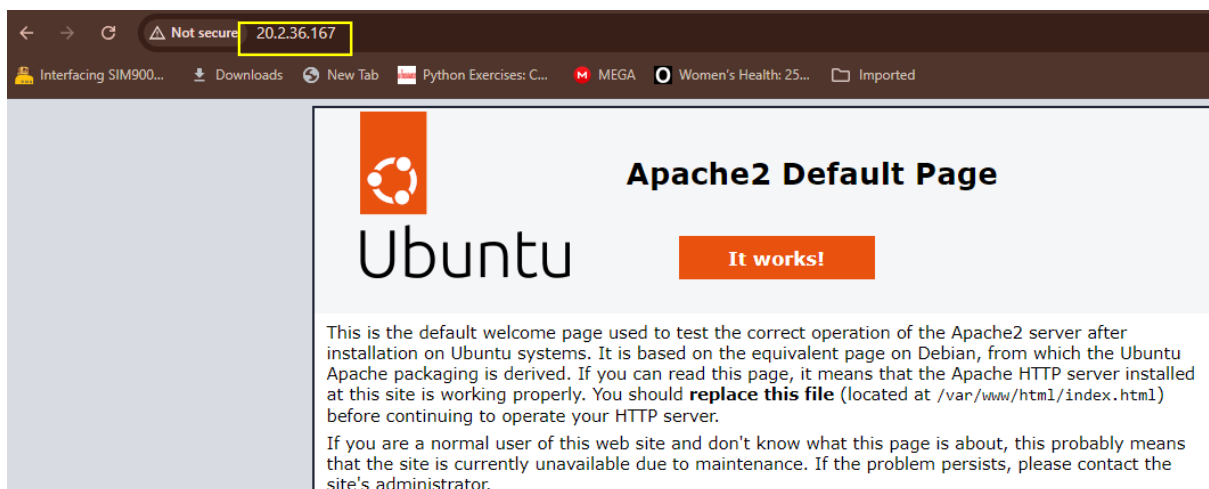 Not secure 20.2.36.167
Interfacing SIM900... Downloads New Tab Python Exercises: C... MEGA Women's Health: 25... Imported
Apache2 Default Page
Ubuntu
It works!
This is the default welcome page used to test the correct operation of the Apache2 server after
installation on Ubuntu systems. It is based on the equivalent page on Debian, from which the Ubuntu
Apache packaging is derived. If you can read this page, it means that the Apache HTTP server installed
at this site is working properly. You should replace this file (located at /var/www/html/index.html)
before continuing to operate your HTTP server.
If you are a normal user of this web site and don't know what this page is about, this probably means
that the site is currently unavailable due to maintenance. If the problem persists, please contact the
site's administrator.